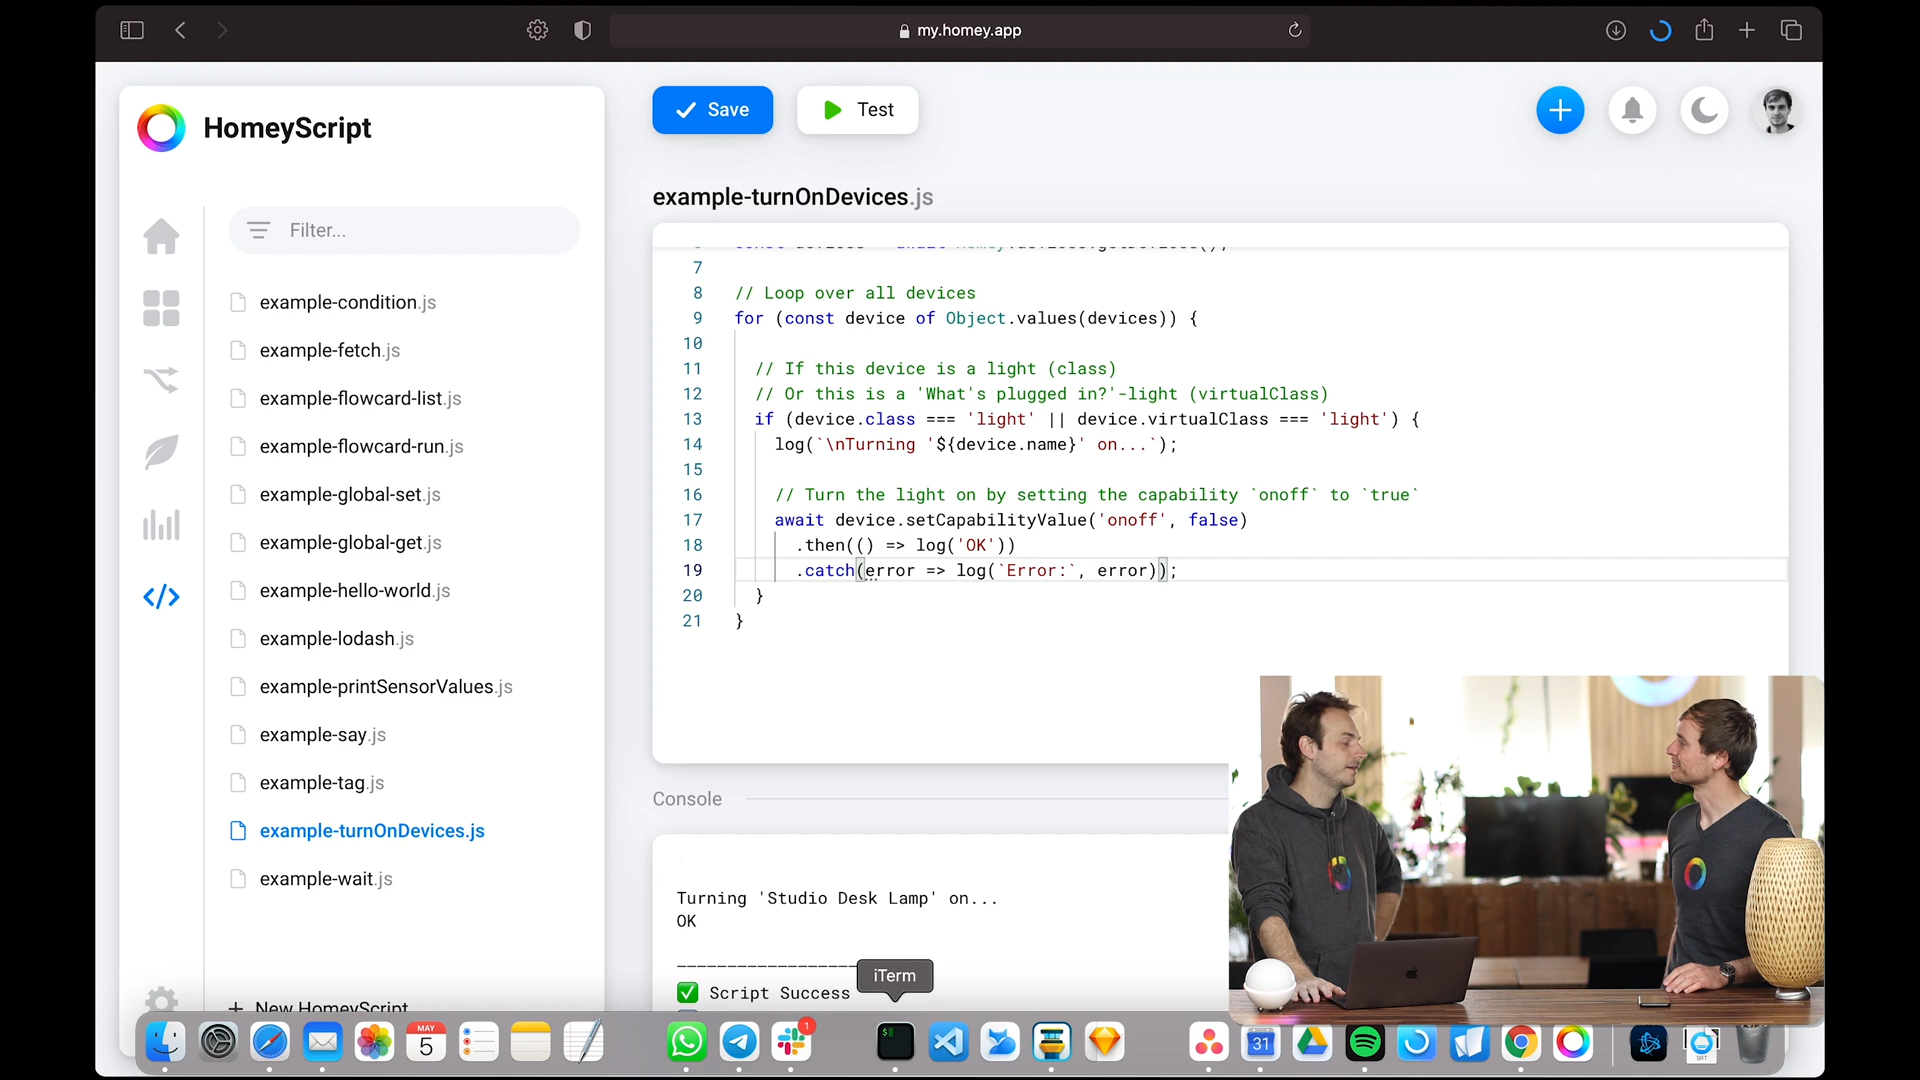 my.homey.app
HomeyScript
Save
Test
Filter...
example-turnOnDevices.js
example-condition.js
example-fetch.js
example-flowcard-list.js
example-flowcard-run.js
example-global-set.js
example-global-get.js
example-hello-world.js
example-lodash.js
example-printSensorValues.js
example-say.js
example-tag.js
example-turnOnDevices.js
example-wait.js
+ New HomeyScript
7
8 // Loop over all devices
9 for (const device of Object.values(devices)) {
10
11 // If this device is a light (class)
12 // Or this is a 'What's plugged in?'-light (virtualClass)
13 if (device.class === 'light' || device.virtualClass === 'light') {
14 log(`\nTurning '${device.name}' on...`);
15
16 // Turn the light on by setting the capability `onoff` to `true`
17 await device.setCapabilityValue('onoff', false)
18 .then(() => log('OK'))
19 .catch(error => log(`Error:`, error));
20 }
21 }
Console
Turning 'Studio Desk Lamp' on...
OK
Script Success
iTerm
MAY
5
1
$
31
SRT